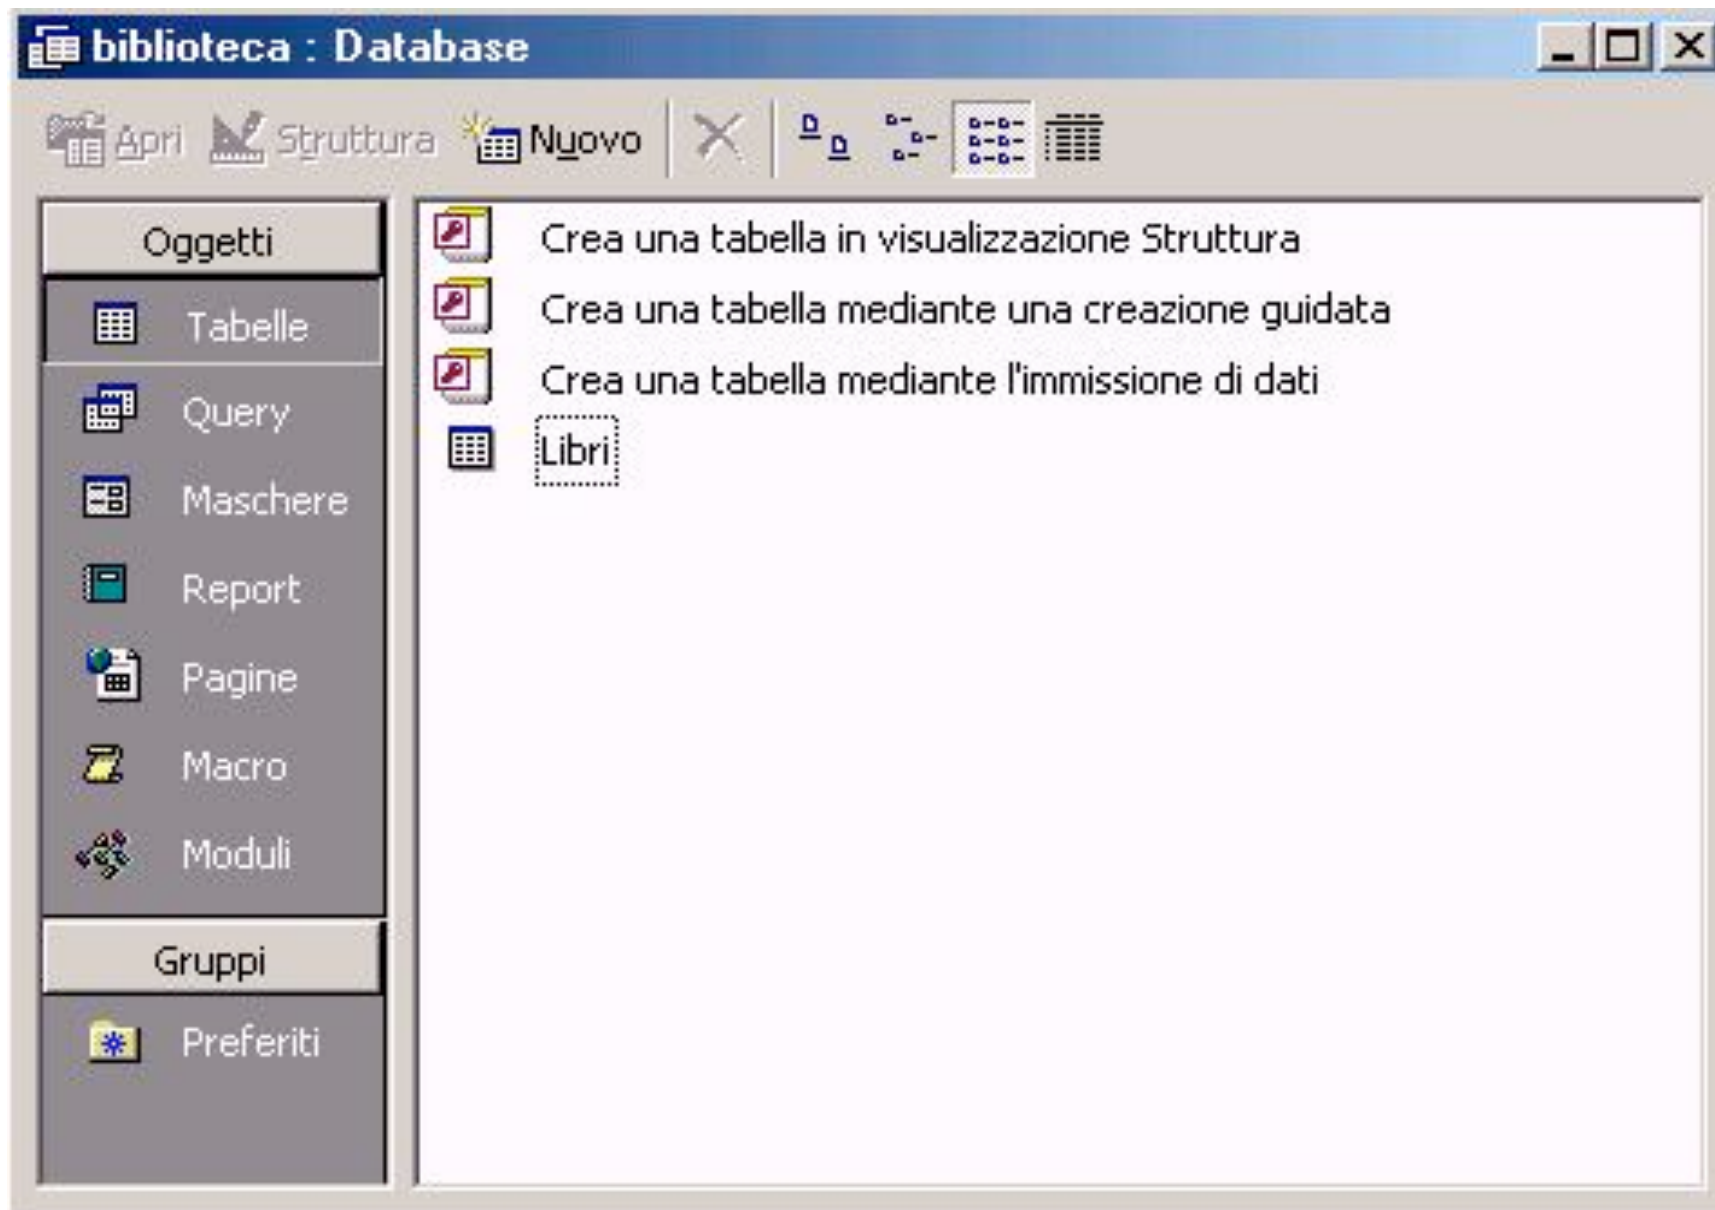 biblioteca : Database
Apri Struttura Nuovo
Oggetti
Tabelle
Query
Maschere
Report
Pagine
Macro
Moduli
Gruppi
Preferiti
Crea una tabella in visualizzazione Struttura
Crea una tabella mediante una creazione guidata
Crea una tabella mediante l'immissione di dati
Libri